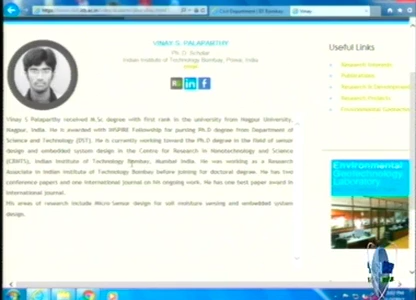 VINAY S. PALAPARTHY
Ph. D. Scholar
Indian Institute of Technology Bombay, Powai, India
Vinay S Palaparthy received M.Sc degree with first rank in the university from Nagpur University,
Nagpur, India. He is awarded with INSPIRE Fellowship for pursing Ph.D degree from Department of
Science and Technology (DST). He is currently working toward the Ph.D degree in the field of sensor
design and embedded system design in the Centre for Research in Nanotechnology and Science
(CRNTS), Indian Institute of Technology Bombay, Mumbai India. He was working as a Research
Associate in Indian Institute of Technology Bombay before joining for doctoral degree. He has two
conference papers and one international journal on his ongoing work. He has one best paper award in
international journal.
His areas of research include Micro Sensor design for soil moisture sensing and embedded system
design.
Useful Links
Research Interests
Publications
Research Projects
Environmental